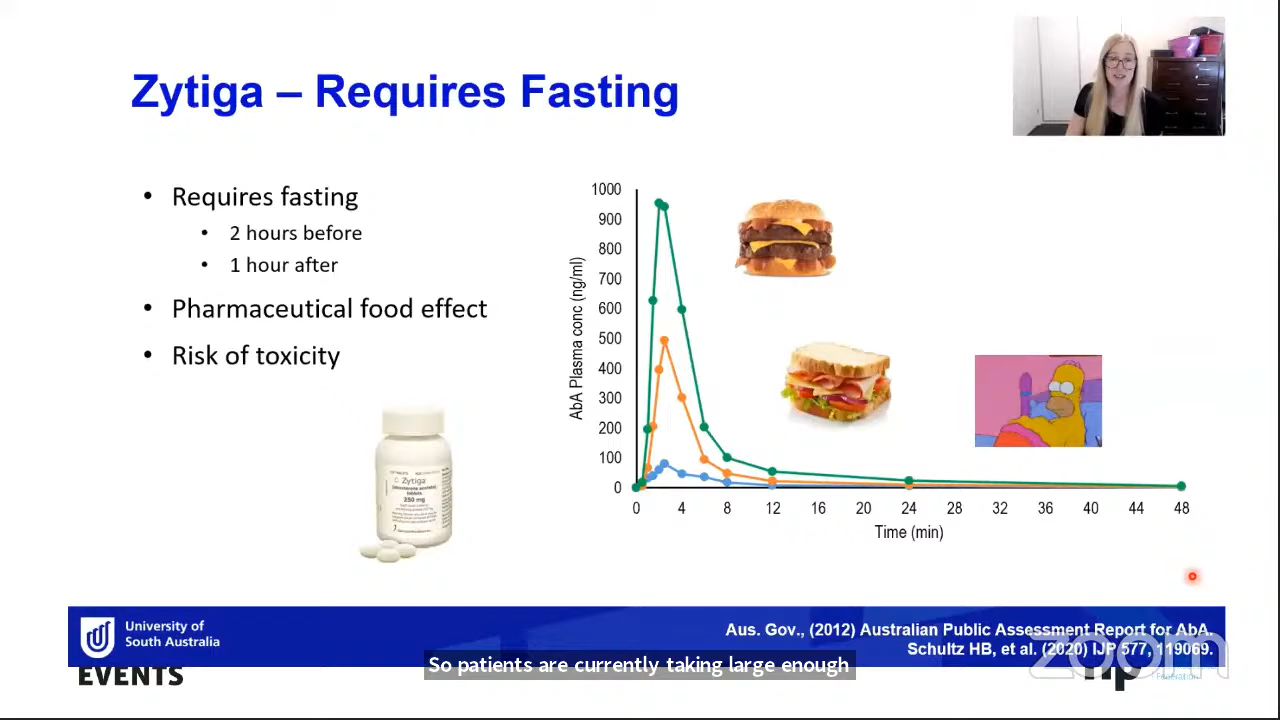 Zytiga – Requires Fasting
• Requires fasting
• 2 hours before
• 1 hour after
• Pharmaceutical food effect
• Risk of toxicity
Zytiga
tablets
250 mg
AbA Plasma conc (ng/ml)
1000
900
800
700
600
500
400
300
200
100
0
0 4 8 12 16 20 24 28 32 36 40 44 48
Time (min)
University of
South Australia
Aus. Gov., (2012) Australian Public Assessment Report for AbA.
Schultz HB, et al. (2020) IJP 577, 119069.
EVENTS
So patients are currently taking large enough
zoom
fip
Federation